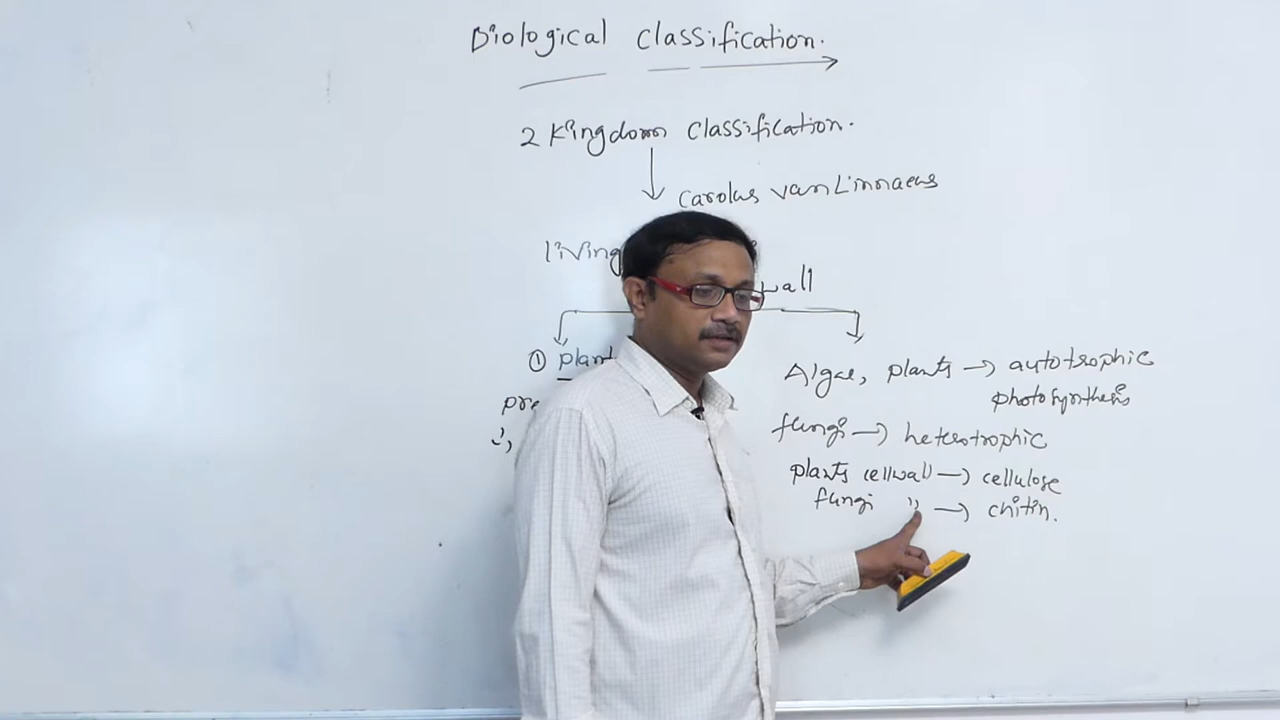 Biological classification.
2 Kingdom classification.
Carolus van Linnaeus
living
wall
① plant
Algae, plants → autotrophic
photosynthesis
fungi → heterotrophic
plants cellwall → cellulose
fungi " → chitin.
pre